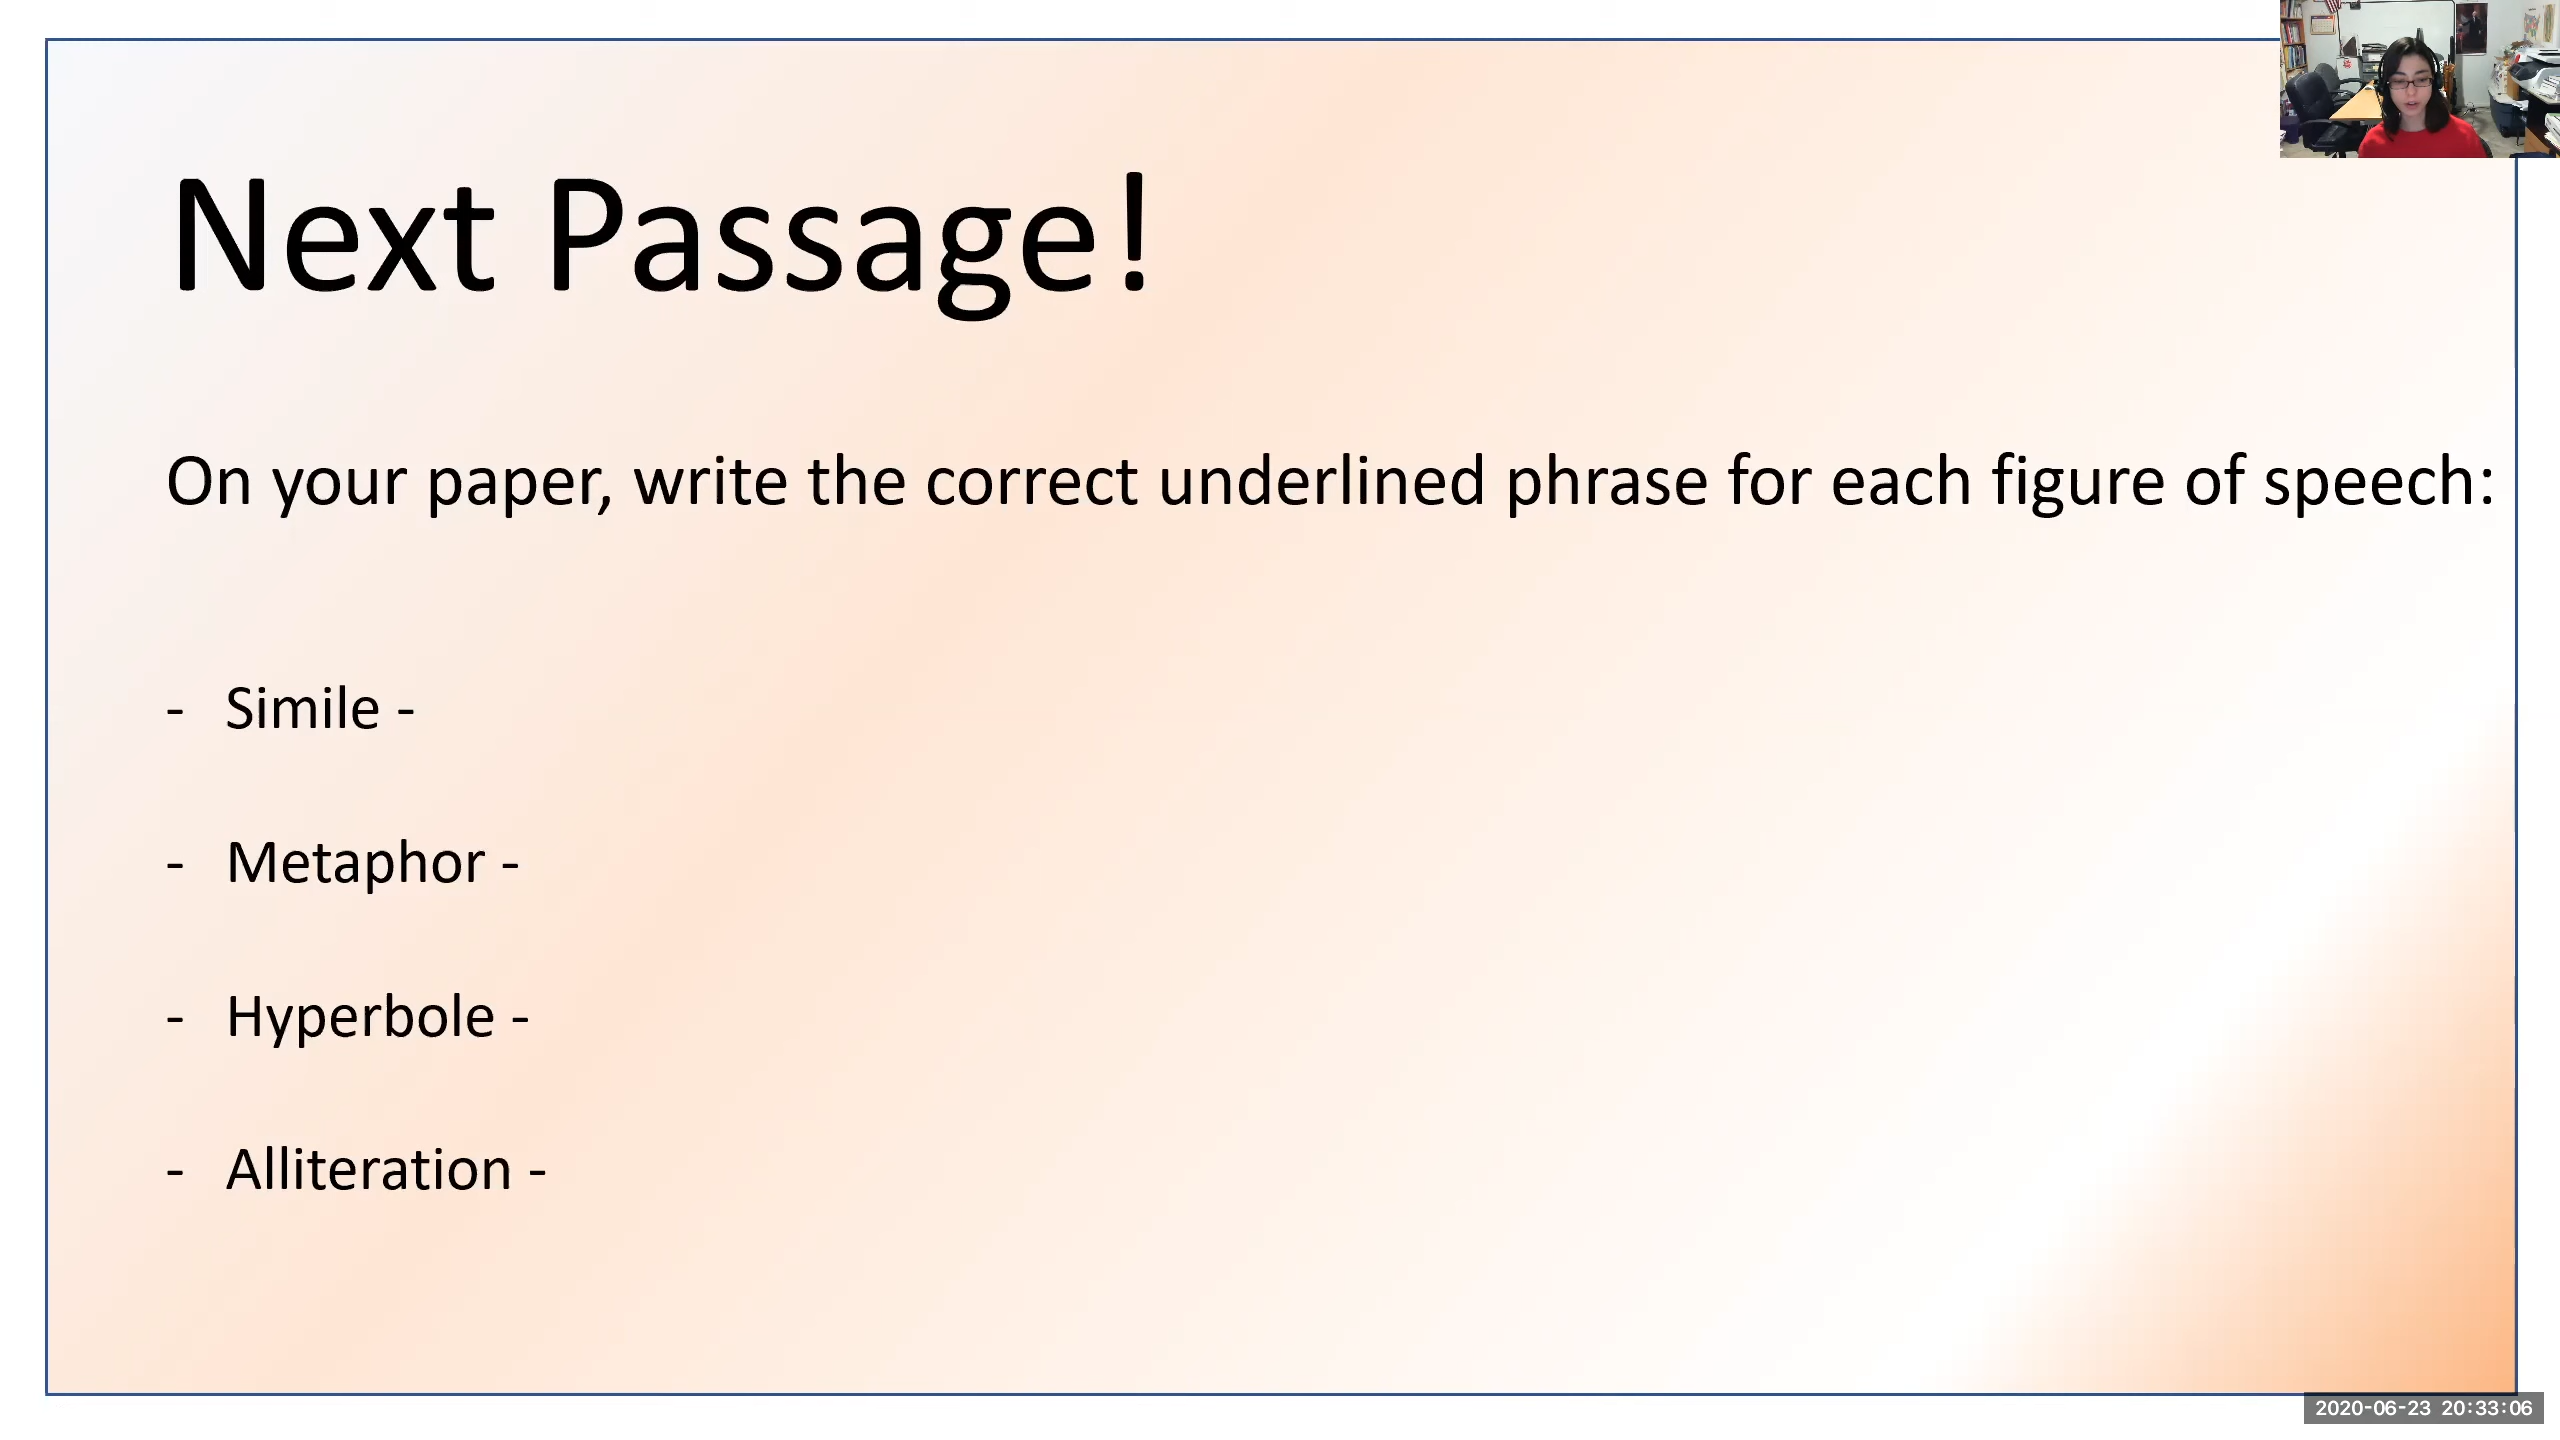 Next Passage!
On your paper, write the correct underlined phrase for each figure of speech:
- Simile -
- Metaphor -
- Hyperbole -
- Alliteration -
2020-06-23 20:33:06